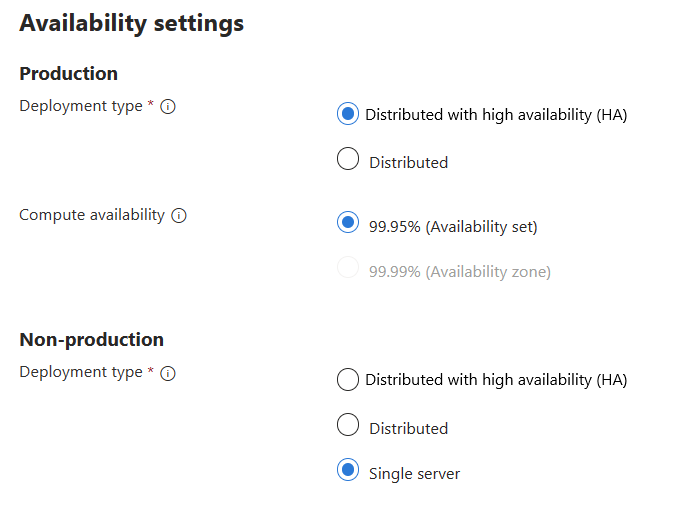 Availability settings
Production
Deployment type *
Distributed with high availability (HA)
Distributed
Compute availability
99.95% (Availability set)
99.99% (Availability zone)
Non-production
Deployment type *
Distributed with high availability (HA)
Distributed
Single server